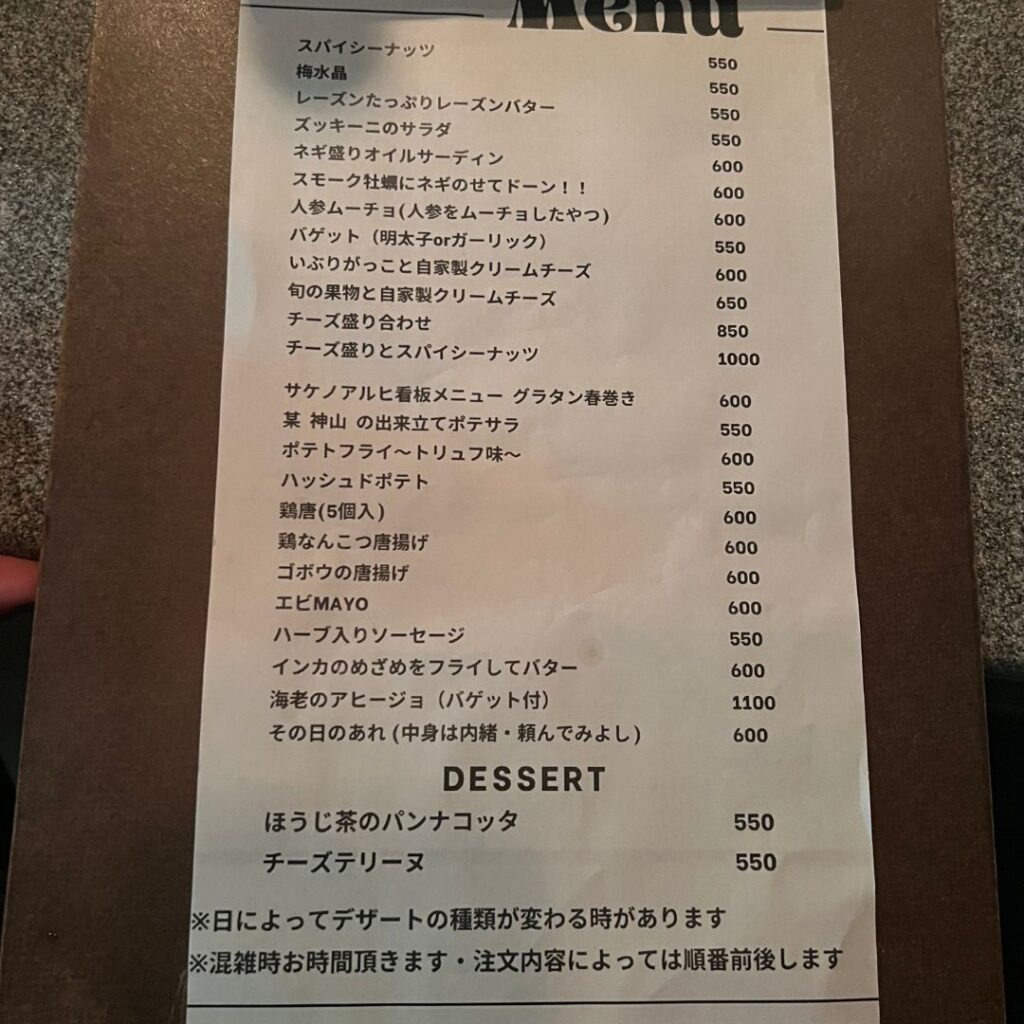 Menu
スパイシーナッツ 550
梅水晶 550
レーズンたっぷりレーズンバター 550
ズッキーニのサラダ 550
ネギ盛りオイルサーディン 600
スモーク牡蠣にネギのせてドーン！！ 600
人参ムーチョ(人参をムーチョしたやつ) 600
バゲット（明太子orガーリック） 550
いぶりがっこと自家製クリームチーズ 600
旬の果物と自家製クリームチーズ 650
チーズ盛り合わせ 850
チーズ盛りとスパイシーナッツ 1000
サケノアルヒ看板メニュー グラタン春巻き 600
某 神山 の出来立てポテサラ 550
ポテトフライ〜トリュフ味〜 600
ハッシュドポテト 550
鶏唐(5個入) 600
鶏なんこつ唐揚げ 600
ゴボウの唐揚げ 600
エビMAYO 600
ハーブ入りソーセージ 550
インカのめざめをフライしてバター 600
海老のアヒージョ（バゲット付） 1100
その日のあれ (中身は内緒・頼んでみよし) 600
DESSERT
ほうじ茶のパンナコッタ 550
チーズテリーヌ 550
※日によってデザートの種類が変わる時があります
※混雑時お時間頂きます・注文内容によっては順番前後します